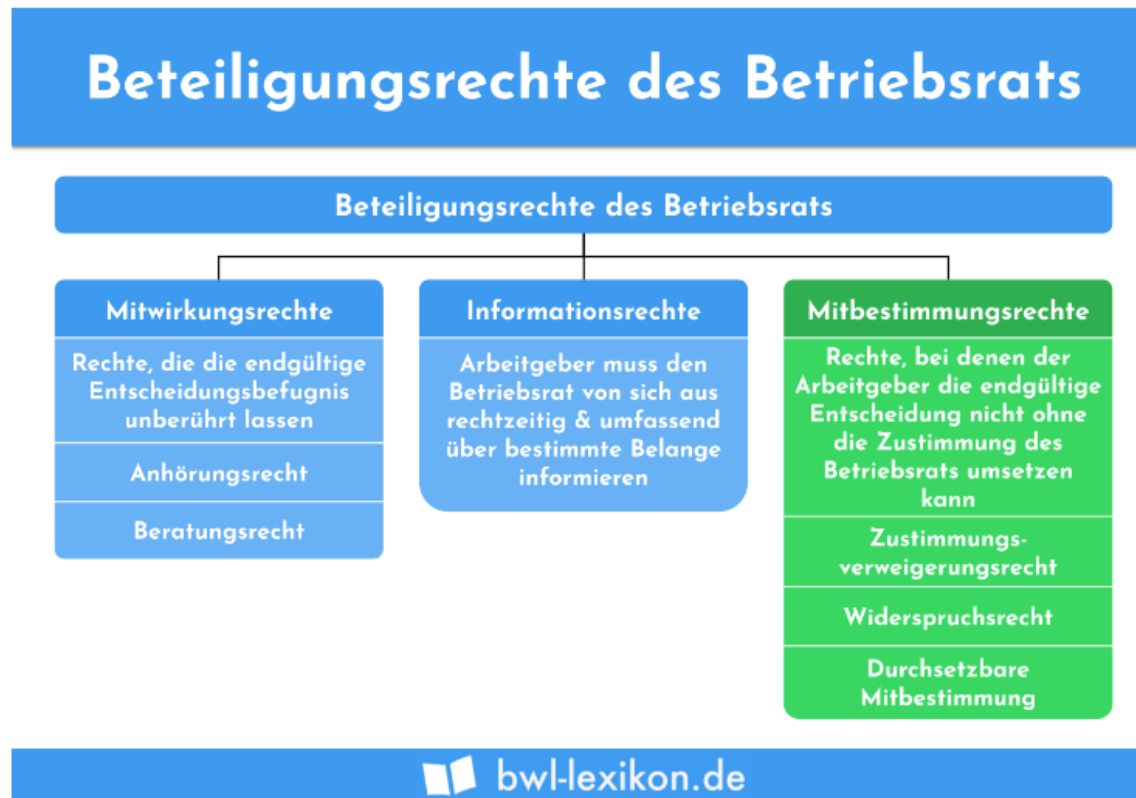 Beteiligungsrechte des Betriebsrats
Beteiligungsrechte des Betriebsrats
Mitwirkungsrechte
Rechte, die die endgültige
Entscheidungsbefugnis
unberührt lassen
Anhörungsrecht
Beratungsrecht
Informationsrechte
Arbeitgeber muss den
Betriebsrat von sich aus
rechtzeitig & umfassend
über bestimmte Belange
informieren
Mitbestimmungsrechte
Rechte, bei denen der
Arbeitgeber die endgültige
Entscheidung nicht ohne
die Zustimmung des
Betriebsrats umsetzen
kann
Zustimmungs-
verweigerungsrecht
Widerspruchsrecht
Durchsetzbare
Mitbestimmung
bwl-lexikon.de